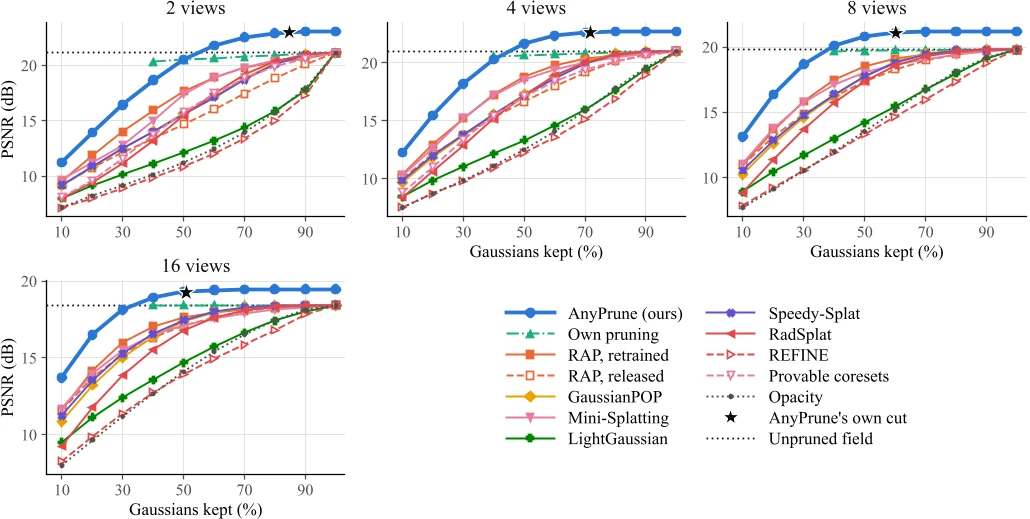 2 views
4 views
8 views
PSNR (dB)
20
15
10
10 30 50 70 90
20
15
10
10 30 50 70 90
Gaussians kept (%)
20
15
10
10 30 50 70 90
Gaussians kept (%)
16 views
PSNR (dB)
20
15
10
10 30 50 70 90
Gaussians kept (%)
AnyPrune (ours)
Own pruning
RAP, retrained
RAP, released
GaussianPOP
Mini-Splatting
LightGaussian
Speedy-Splat
RadSplat
REFINE
Provable coresets
Opacity
AnyPrune's own cut
Unpruned field